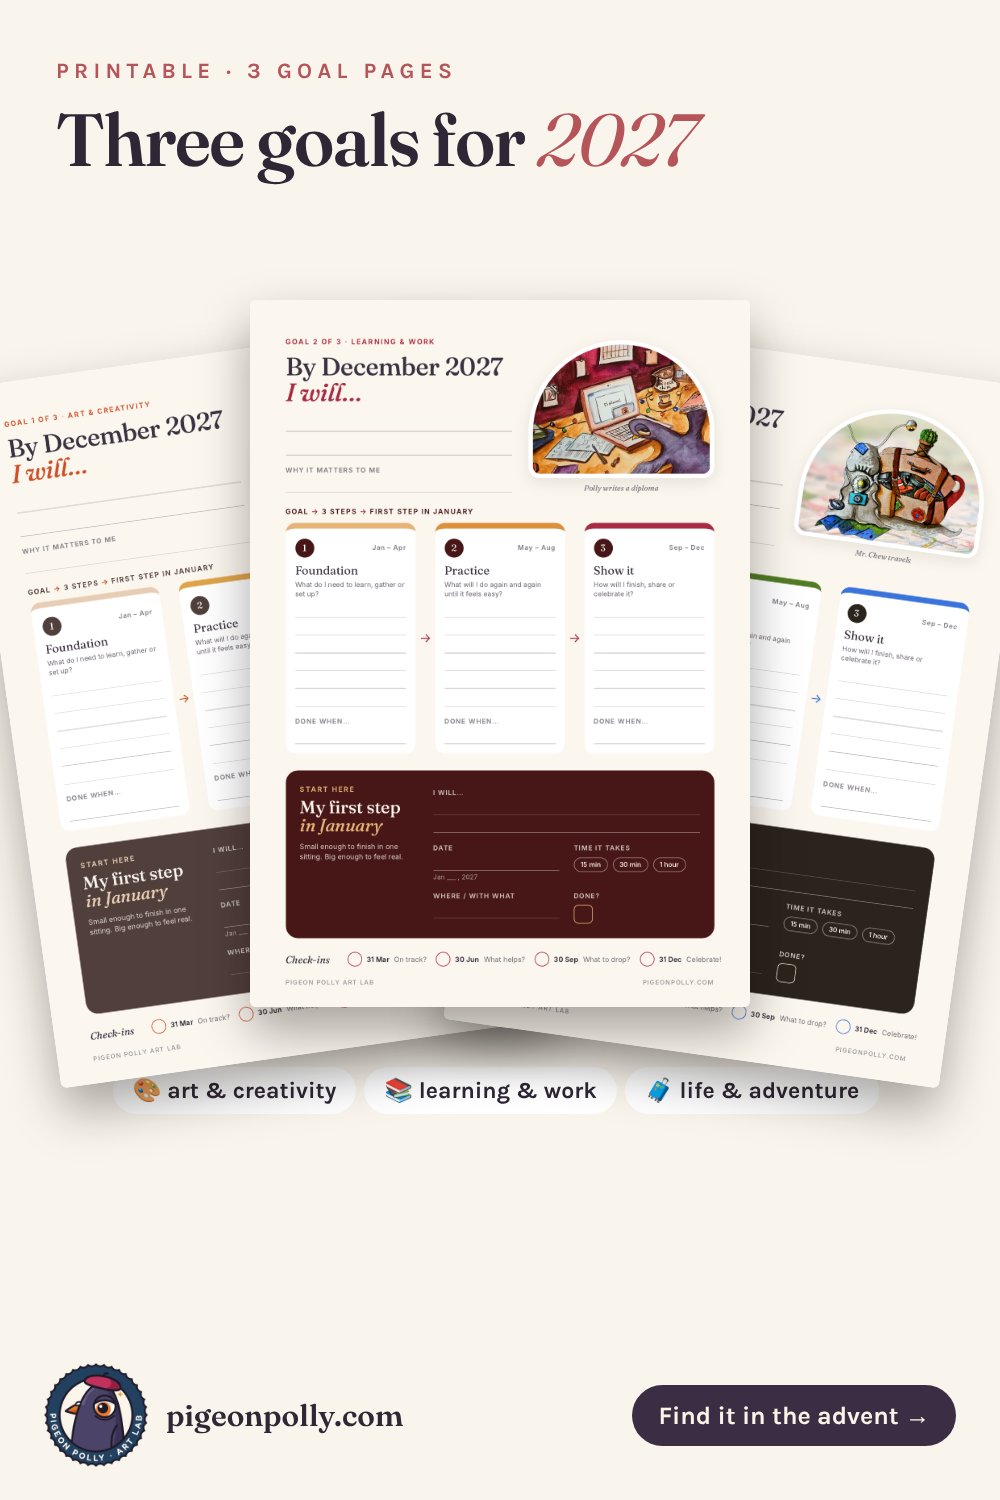 PRINTABLE · 3 GOAL PAGES
Three goals for 2027
GOAL 1 OF 3 · ART & CREATIVITY
By December 2027
I will...
WHY IT MATTERS TO ME
GOAL → 3 STEPS → FIRST STEP IN JANUARY
1
Jan – Apr
Foundation
What do I need to learn, gather or
set up?
DONE WHEN...
2
Practice
What will I do
until it feels easy
START HERE
My first step
in January
Small enough to finish in one
sitting. Big enough to feel real.
I WILL...
DATE
Check-ins
31 Mar On track?
30 Jun
PIGEON POLLY ART LAB
GOAL 2 OF 3 · LEARNING & WORK
By December 2027
I will...
WHY IT MATTERS TO ME
Polly writes a diploma
GOAL → 3 STEPS → FIRST STEP IN JANUARY
1
Jan – Apr
Foundation
What do I need to learn, gather or
set up?
DONE WHEN...
→
2
May – Aug
Practice
What will I do again and again
until it feels easy?
DONE WHEN...
→
3
Sep – Dec
Show it
How will I finish, share or
celebrate it?
DONE WHEN...
START HERE
My first step
in January
Small enough to finish in one
sitting. Big enough to feel real.
I WILL...
DATE
Jan __ , 2027
TIME IT TAKES
15 min 30 min 1 hour
WHERE / WITH WHAT
DONE?
Check-ins
31 Mar On track?
30 Jun What helps?
30 Sep What to drop?
31 Dec Celebrate!
PIGEON POLLY ART LAB
PIGEONPOLLY.COM
Mr. Chew travels
May – Aug
→
3
Sep – Dec
Show it
How will I finish, share or
celebrate it?
DONE WHEN...
TIME IT TAKES
15 min 30 min 1 hour
DONE?
30 Sep What to drop?
31 Dec Celebrate!
PIGEONPOLLY.COM
🎨 art & creativity
📚 learning & work
🧳 life & adventure
PIGEON POLLY · ART LAB
pigeonpolly.com
Find it in the advent →